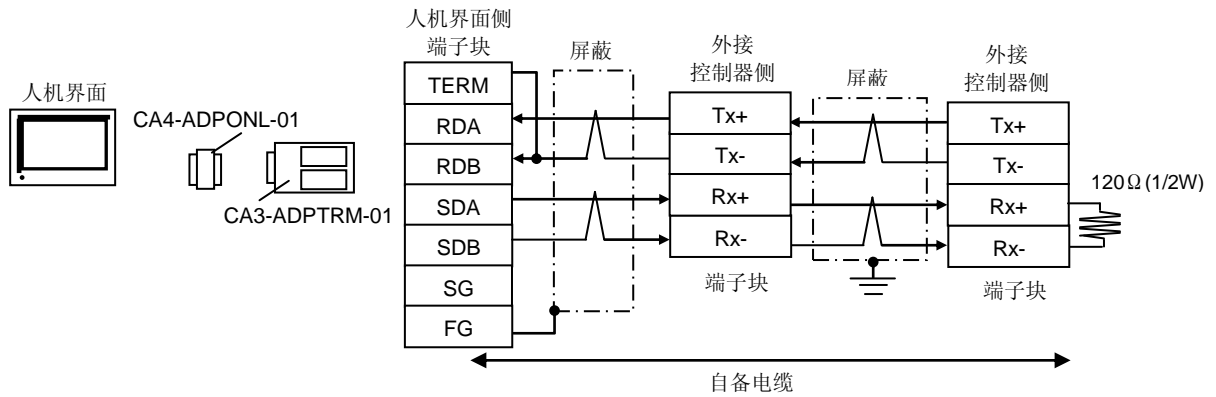 人机界面
CA4-ADPONL-01
CA3-ADPTRM-01
人机界面侧
端子块
TERM
RDA
RDB
SDA
SDB
SG
FG
屏蔽
外接
控制器侧
Tx+
Tx-
Rx+
Rx-
端子块
屏蔽
外接
控制器侧
Tx+
Tx-
Rx+
Rx-
端子块
120Ω(1/2W)
自备电缆